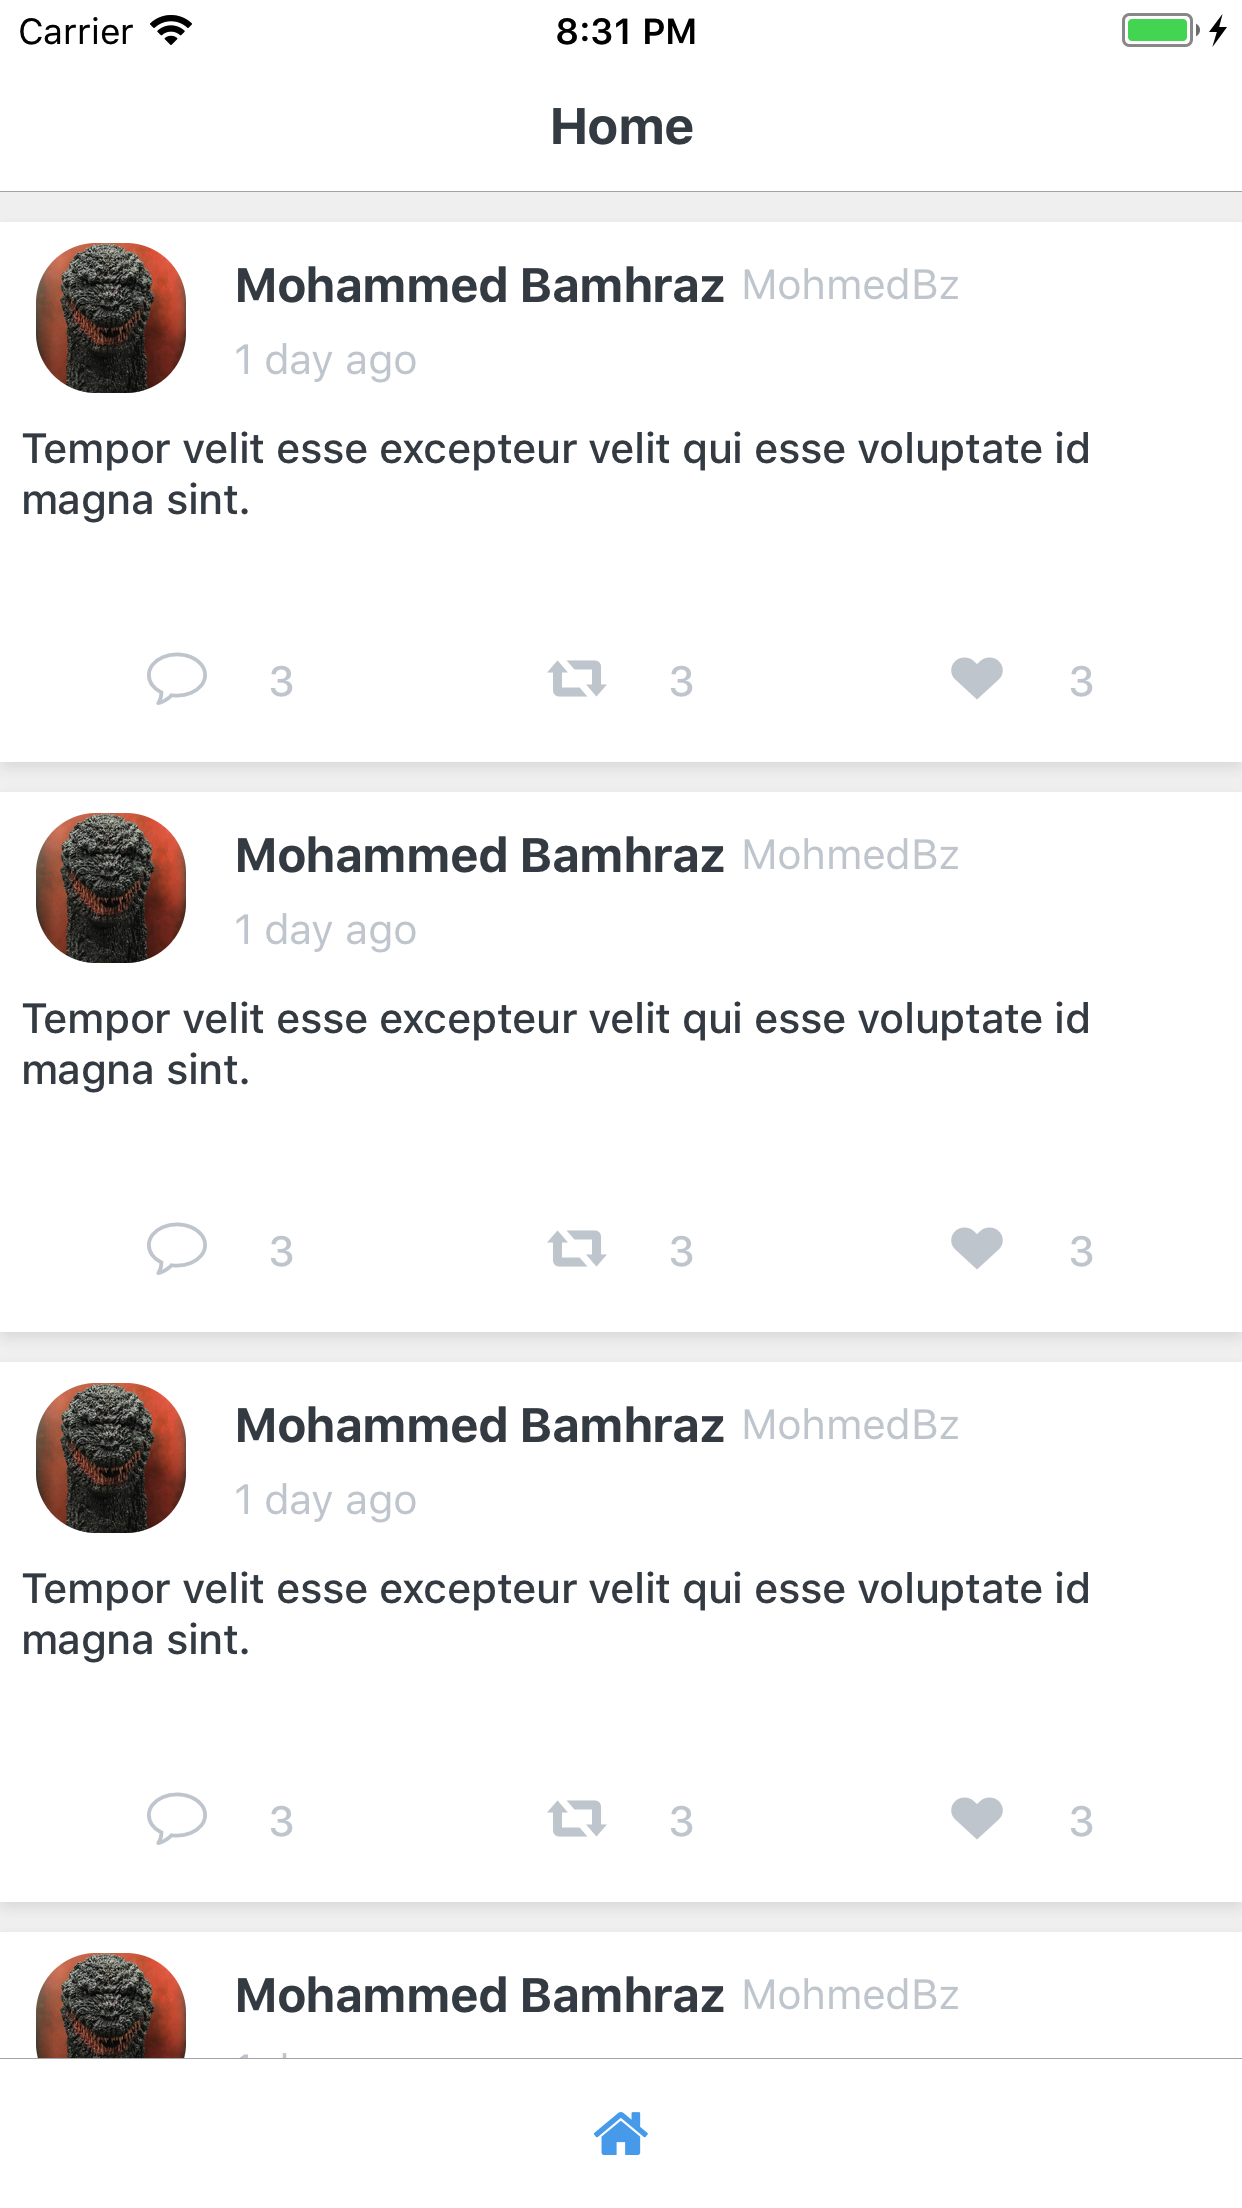 Carrier 8:31 PM
Home
Mohammed Bamhraz MohmedBz
1 day ago
Tempor velit esse excepteur velit qui esse voluptate id
magna sint.
3 3 3
Mohammed Bamhraz MohmedBz
1 day ago
Tempor velit esse excepteur velit qui esse voluptate id
magna sint.
3 3 3
Mohammed Bamhraz MohmedBz
1 day ago
Tempor velit esse excepteur velit qui esse voluptate id
magna sint.
3 3 3
Mohammed Bamhraz MohmedBz